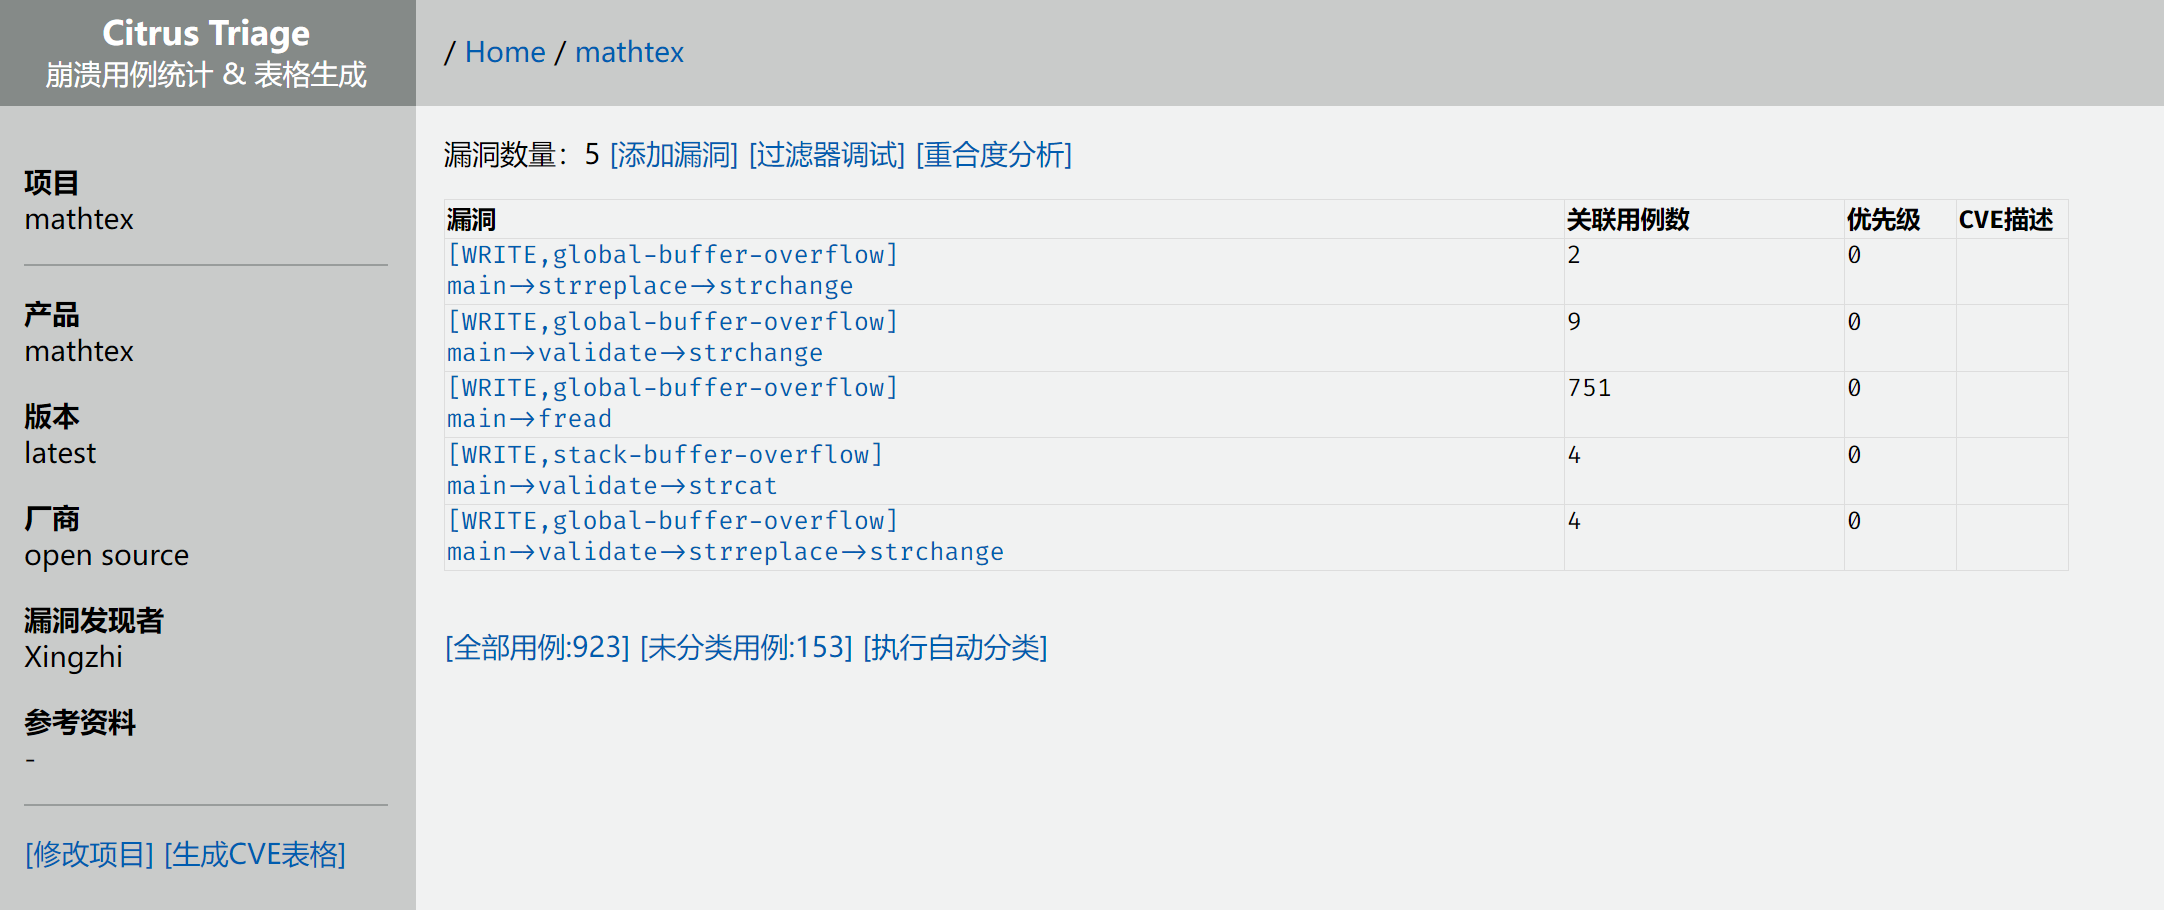 Citrus Triage
崩溃用例统计 & 表格生成
/ Home / mathtex
项目
mathtex
产品
mathtex
版本
latest
厂商
open source
漏洞发现者
Xingzhi
参考资料
-
[修改项目] [生成CVE表格]
漏洞数量：5 [添加漏洞] [过滤器调试] [重合度分析]
漏洞 关联用例数 优先级 CVE描述
[WRITE,global-buffer-overflow] 2 0
main→strreplace→strchange
[WRITE,global-buffer-overflow] 9 0
main→validate→strchange
[WRITE,global-buffer-overflow] 751 0
main→fread
[WRITE,stack-buffer-overflow] 4 0
main→validate→strcat
[WRITE,global-buffer-overflow] 4 0
main→validate→strreplace→strchange
[全部用例:923] [未分类用例:153] [执行自动分类]